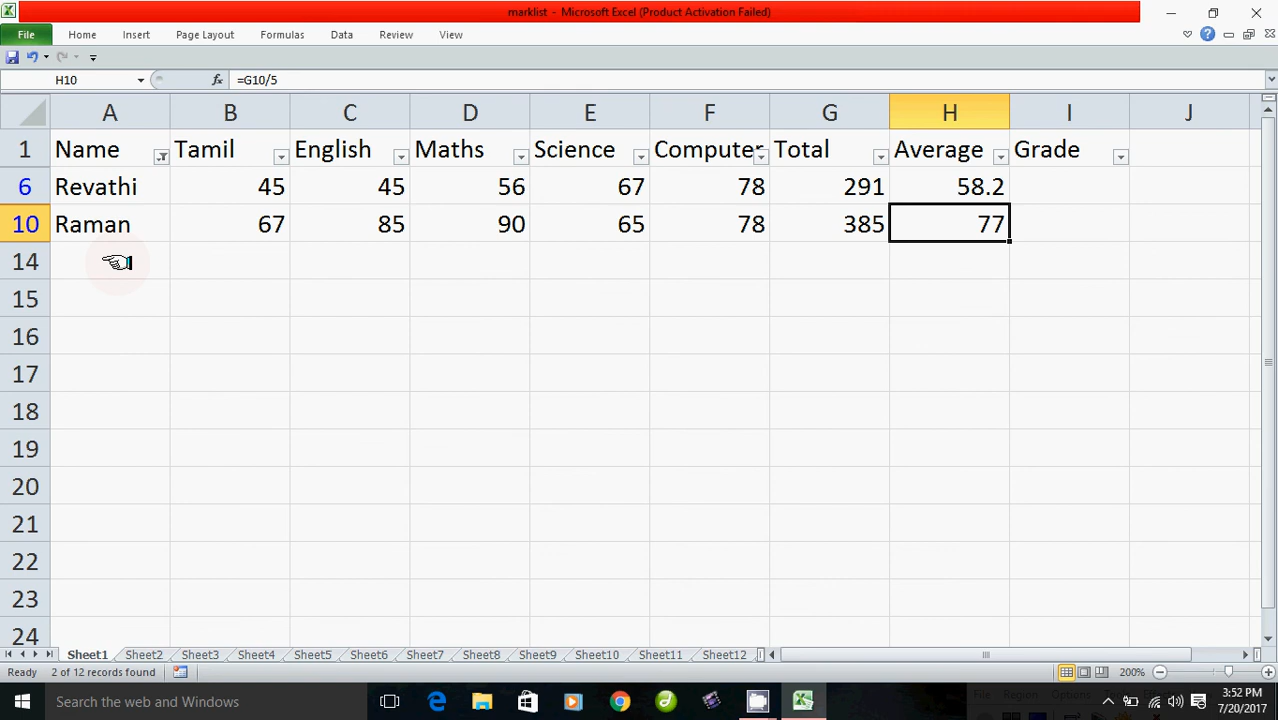 marklist - Microsoft Excel (Product Activation Failed)
File Home Insert Page Layout Formulas Data Review View
H10 fx =G10/5
A B C D E F G H I J
1 Name Tamil English Maths Science Computer Total Average Grade
6 Revathi 45 45 56 67 78 291 58.2
10 Raman 67 85 90 65 78 385 77
14
15
16
17
18
19
20
21
22
23
24
Sheet1 Sheet2 Sheet3 Sheet4 Sheet5 Sheet6 Sheet7 Sheet8 Sheet9 Sheet10 Sheet11 Sheet12
Ready 2 of 12 records found 200%
Search the web and Windows File Region Options 3:52 PM
7/20/2017